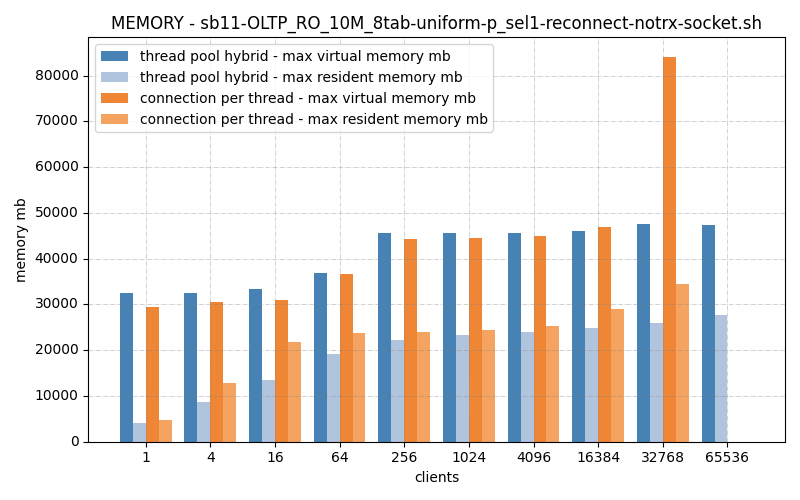 MEMORY - sb11-OLTP_RO_10M_8tab-uniform-p_sel1-reconnect-notrx-socket.sh
thread pool hybrid - max virtual memory mb
thread pool hybrid - max resident memory mb
connection per thread - max virtual memory mb
connection per thread - max resident memory mb
memory mb
80000
70000
60000
50000
40000
30000
20000
10000
0
1 4 16 64 256 1024 4096 16384 32768 65536
clients